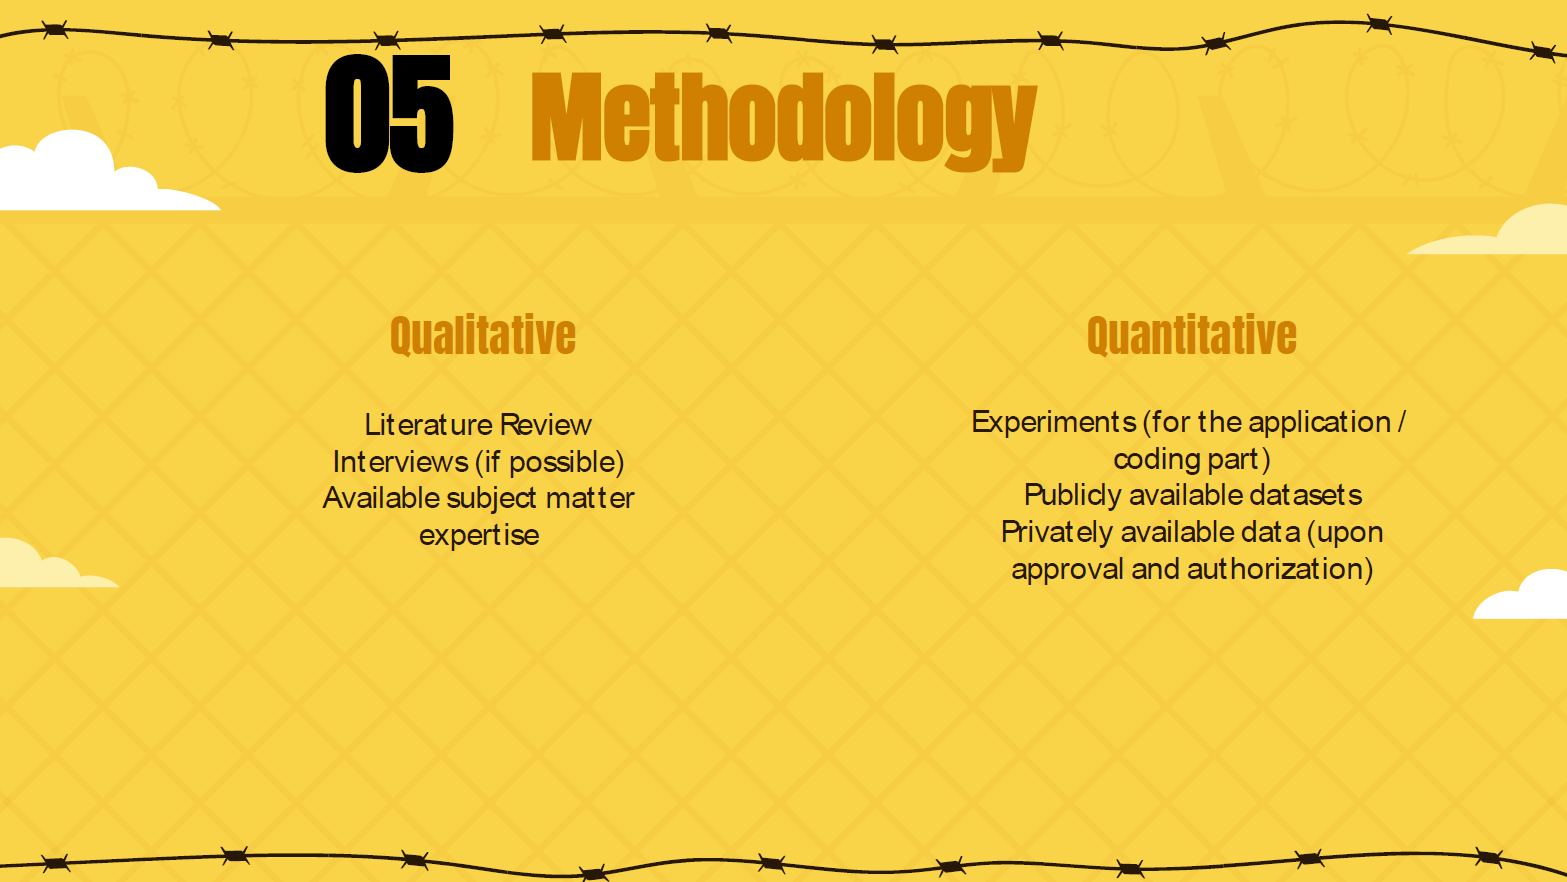 05 Methodology
Qualitative
Literature Review
Interviews (if possible)
Available subject matter
expertise
Quantitative
Experiments (for the application /
coding part)
Publicly available datasets
Privately available data (upon
approval and authorization)